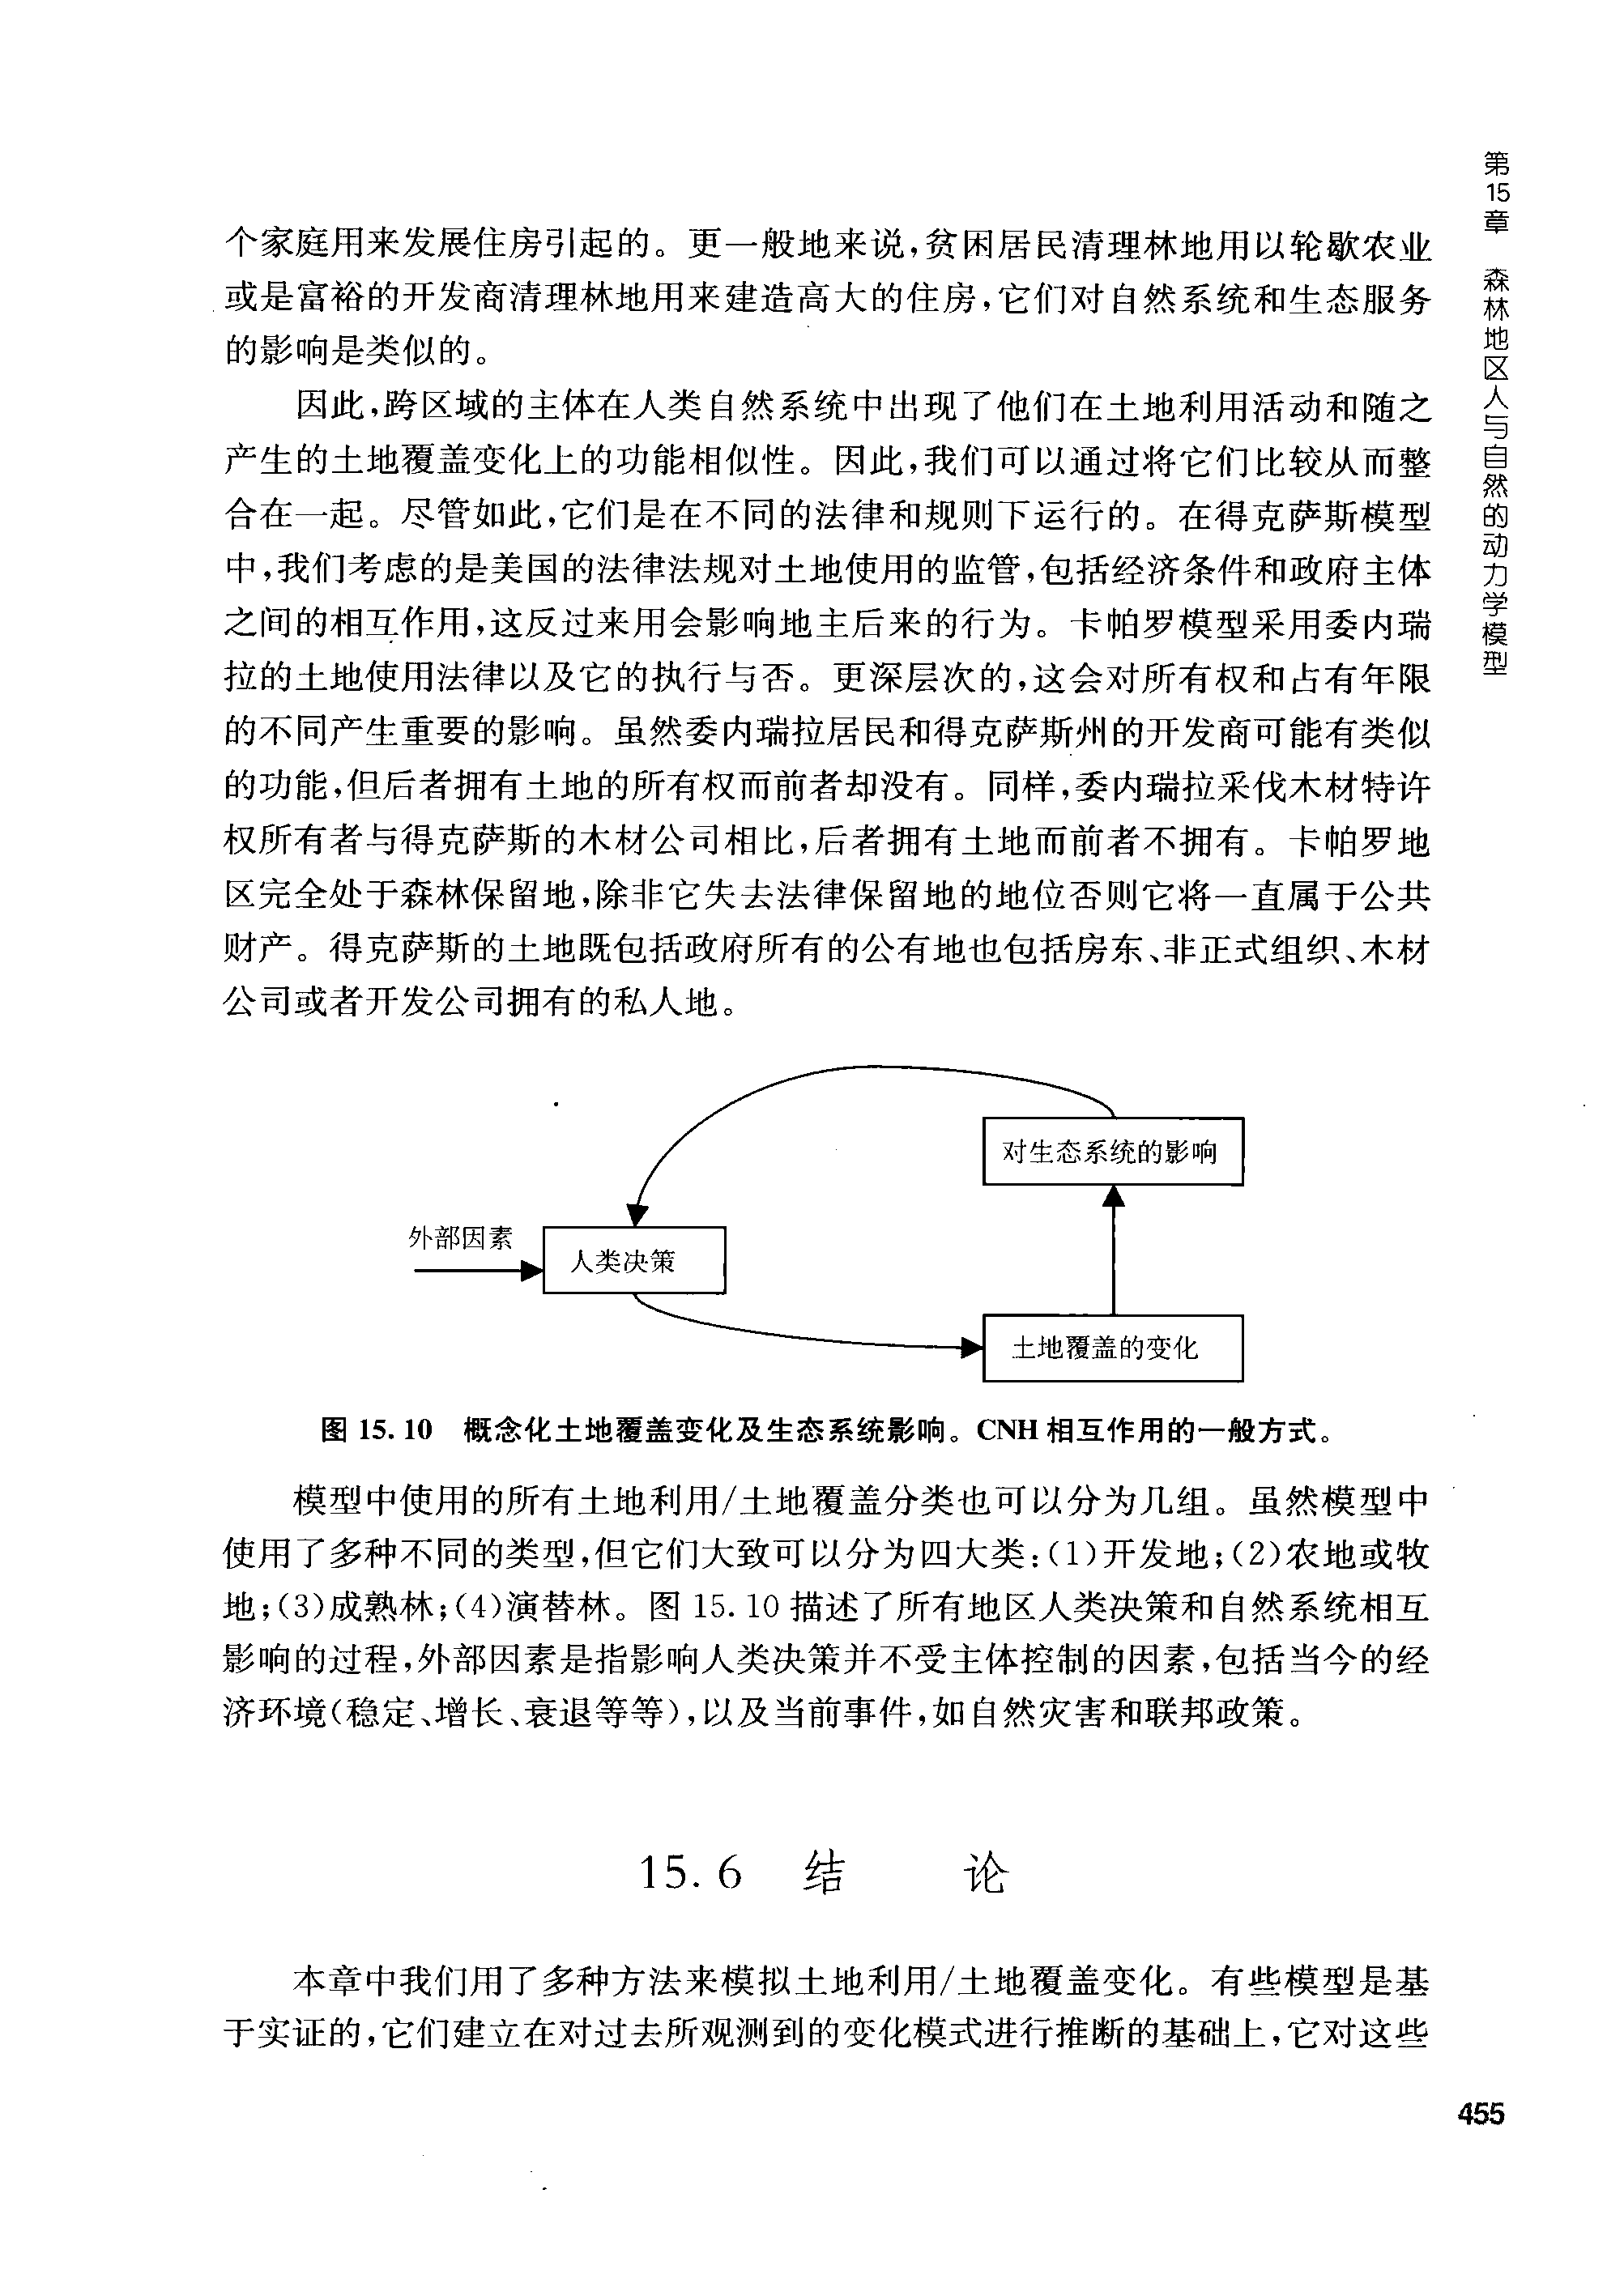 第15章 森林地区人与自然的动力学模型
个家庭用来发展住房引起的。更一般地来说,贫困居民清理林地用以轮歇农业
或是富裕的开发商清理林地用来建造高大的住房,它们对自然系统和生态服务
的影响是类似的。
因此,跨区域的主体在人类自然系统中出现了他们在土地利用活动和随之
产生的土地覆盖变化上的功能相似性。因此,我们可以通过将它们比较从而整
合在一起。尽管如此,它们是在不同的法律和规则下运行的。在得克萨斯模型
中,我们考虑的是美国的法律法规对土地使用的监管,包括经济条件和政府主体
之间的相互作用,这反过来用会影响地主后来的行为。卡帕罗模型采用委内瑞
拉的土地使用法律以及它的执行与否。更深层次的,这会对所有权和占有年限
的不同产生重要的影响。虽然委内瑞拉居民和得克萨斯州的开发商可能有类似
的功能,但后者拥有土地的所有权而前者却没有。同样,委内瑞拉采伐木材特许
权所有者与得克萨斯的木材公司相比,后者拥有土地而前者不拥有。卡帕罗地
区完全处于森林保留地,除非它失去法律保留地的地位否则它将一直属于公共
财产。得克萨斯的土地既包括政府所有的公有地也包括房东、非正式组织、木材
公司或者开发公司拥有的私人地。
对生态系统的影响
外部因素
人类决策
土地覆盖的变化
图 15.10 概念化土地覆盖变化及生态系统影响。CNH 相互作用的一般方式。
模型中使用的所有土地利用/土地覆盖分类也可以分为几组。虽然模型中
使用了多种不同的类型,但它们大致可以分为四大类:(1)开发地;(2)农地或牧
地;(3)成熟林;(4)演替林。图 15.10 描述了所有地区人类决策和自然系统相互
影响的过程,外部因素是指影响人类决策并不受主体控制的因素,包括当今的经
济环境(稳定、增长、衰退等等),以及当前事件,如自然灾害和联邦政策。
15.6 结 论
本章中我们用了多种方法来模拟土地利用/土地覆盖变化。有些模型是基
于实证的,它们建立在对过去所观测到的变化模式进行推断的基础上,它对这些
455